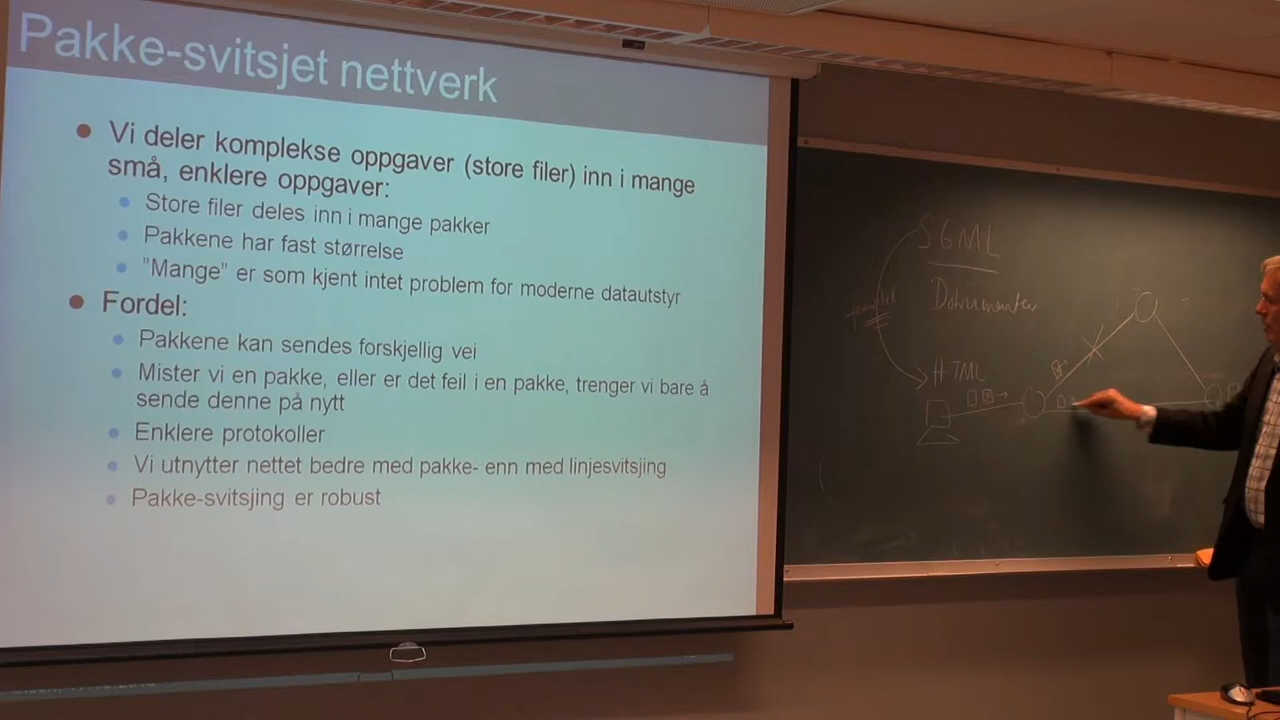 Pakke-svitsjet nettverk
Vi deler komplekse oppgaver (store filer) inn i mange
små, enklere oppgaver:
Store filer deles inn i mange pakker
Pakkene har fast størrelse
”Mange” er som kjent intet problem for moderne datautstyr
Fordel:
Pakkene kan sendes forskjellig vei
Mister vi en pakke, eller er det feil i en pakke, trenger vi bare å
sende denne på nytt
Enklere protokoller
Vi utnytter nettet bedre med pakke- enn med linjesvitsjing
Pakke-svitsjing er robust
SGML
Dokumenter
HTML